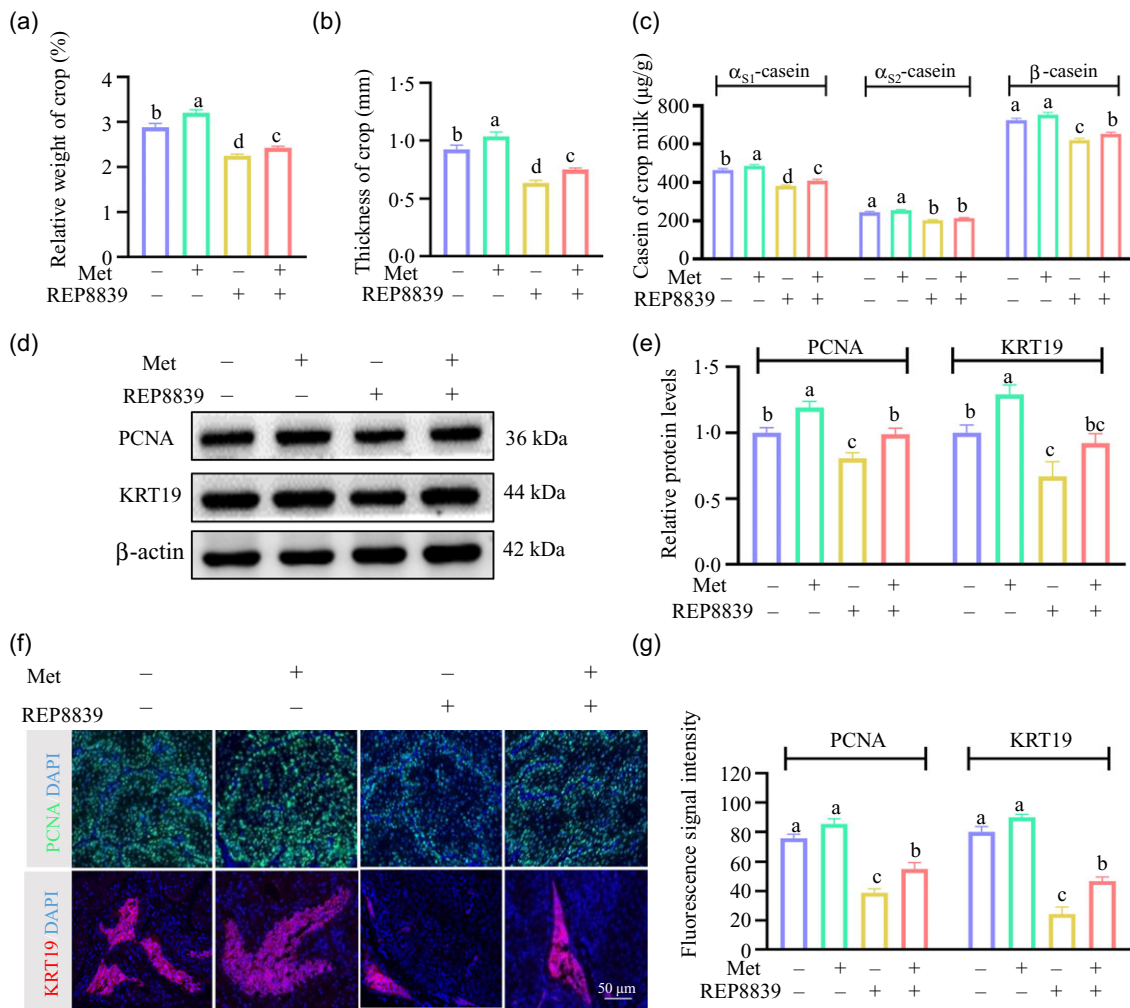 (a)
Relative weight of crop (%)
4
3
2
1
0
b
a
d
c
Met – + – +
REP8839 – – + +
(b)
Thickness of crop (mm)
1·5
1·0
0·5
0·0
b
a
d
c
Met – + – +
REP8839 – – + +
(c)
Casein of crop milk (μg/g)
αS1-casein αS2-casein β-casein
800
600
400
200
0
b a d c a a b b a a c b
Met – + – + – + – + – + – +
REP8839 – – + + – – + + – – + +
(d)
Met – + – +
REP8839 – – + +
PCNA 36 kDa
KRT19 44 kDa
β-actin 42 kDa
(e)
Relative protein levels
PCNA KRT19
1·5
1·0
0·5
0·0
b a c b b a c bc
Met – + – + – + – +
REP8839 – – + + – – + +
(f)
Met – + – +
REP8839 – – + +
PCNA DAPI
KRT19 DAPI
50 μm
(g)
Fluorescence signal intensity
PCNA KRT19
120
100
80
60
40
20
0
a a c b a a c b
Met – + – + – + – +
REP8839 – – + + – – + +